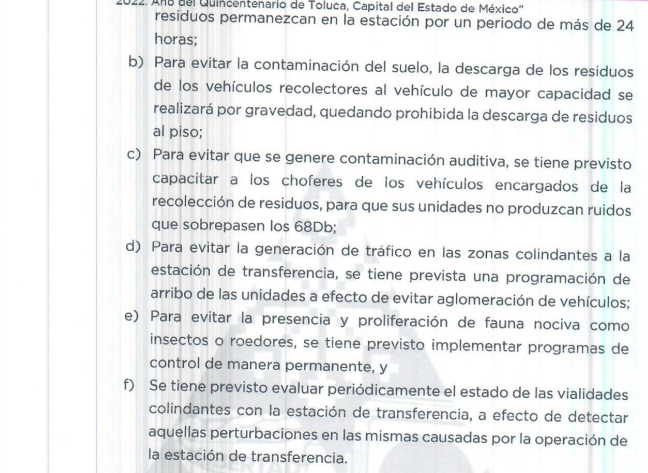 2022. Año del Quincentenario de Toluca, Capital del Estado de México"
residuos permanezcan en la estación por un periodo de más de 24
horas;
b) Para evitar la contaminación del suelo, la descarga de los residuos
de los vehículos recolectores al vehículo de mayor capacidad se
realizará por gravedad, quedando prohibida la descarga de residuos
al piso;
c) Para evitar que se genere contaminación auditiva, se tiene previsto
capacitar a los choferes de los vehículos encargados de la
recolección de residuos, para que sus unidades no produzcan ruidos
que sobrepasen los 68Db;
d) Para evitar la generación de tráfico en las zonas colindantes a la
estación de transferencia, se tiene prevista una programación de
arribo de las unidades a efecto de evitar aglomeración de vehículos;
e) Para evitar la presencia y proliferación de fauna nociva como
insectos o roedores, se tiene previsto implementar programas de
control de manera permanente, y
f) Se tiene previsto evaluar periódicamente el estado de las vialidades
colindantes con la estación de transferencia, a efecto de detectar
aquellas perturbaciones en las mismas causadas por la operación de
la estación de transferencia.